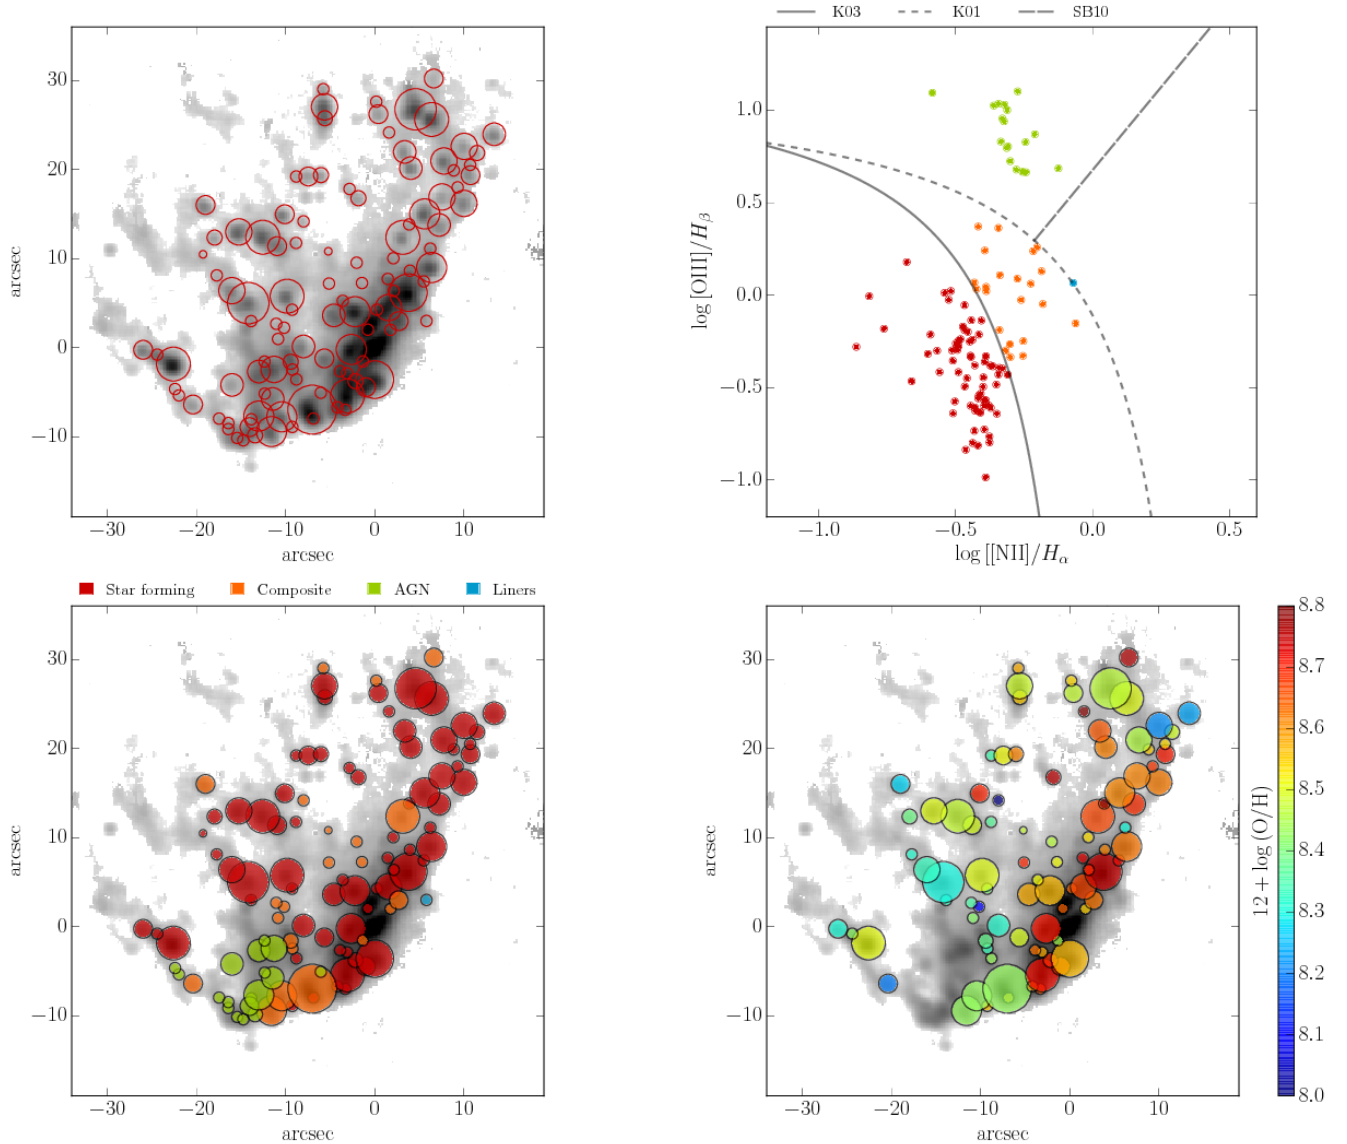 K03 K01 SB10
30
20
10
0
−10
arcsec
−30 −20 −10 0 10
arcsec
1.0
0.5
0.0
−0.5
−1.0
log [OIII]/Hβ
−1.0 −0.5 0.0 0.5
log [[NII]/Hα
Star forming Composite AGN Liners
30
20
10
0
−10
arcsec
−30 −20 −10 0 10
arcsec
30
20
10
0
−10
arcsec
−30 −20 −10 0 10
arcsec
8.8
8.7
8.6
8.5
8.4
8.3
8.2
8.1
8.0
12 + log (O/H)